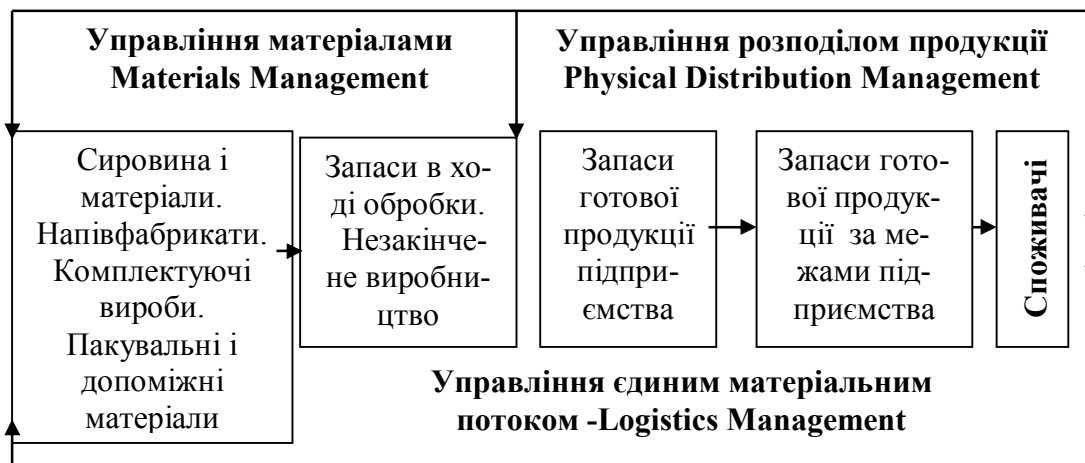 Управління матеріалами
Materials Management
Управління розподілом продукції
Physical Distribution Management
Сировина і
матеріали.
Напівфабрикати.
Комплектуючі
вироби.
Пакувальні і
допоміжні
матеріали
Запаси в хо-
ді обробки.
Незакінче-
не виробни-
цтво
Запаси
готової
продукції
підпри-
ємства
Запаси гото-
вої продук-
ції за ме-
жами під-
приємства
Споживачі
Управління єдиним матеріальним
потоком -Logistics Management